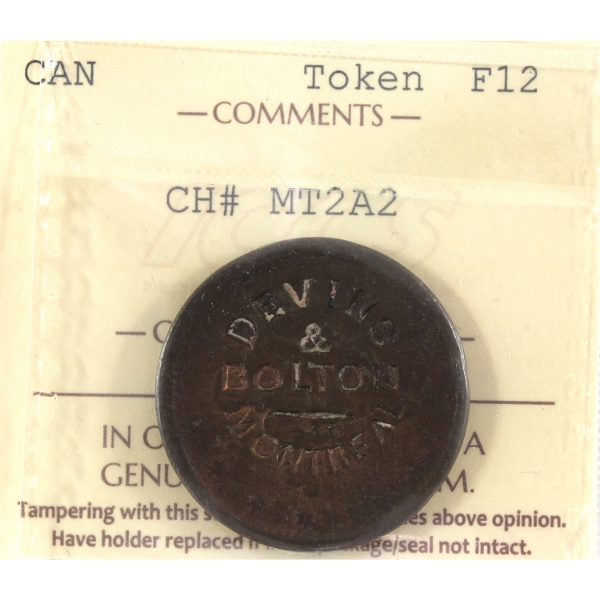 CAN Token F12
— COMMENTS —
CH# MT2A2
DEVINS
&
BOLTON
MONTREAL
IN O A
GENU M.
Tampering with this s es above opinion.
Have holder replaced if kage/seal not intact.